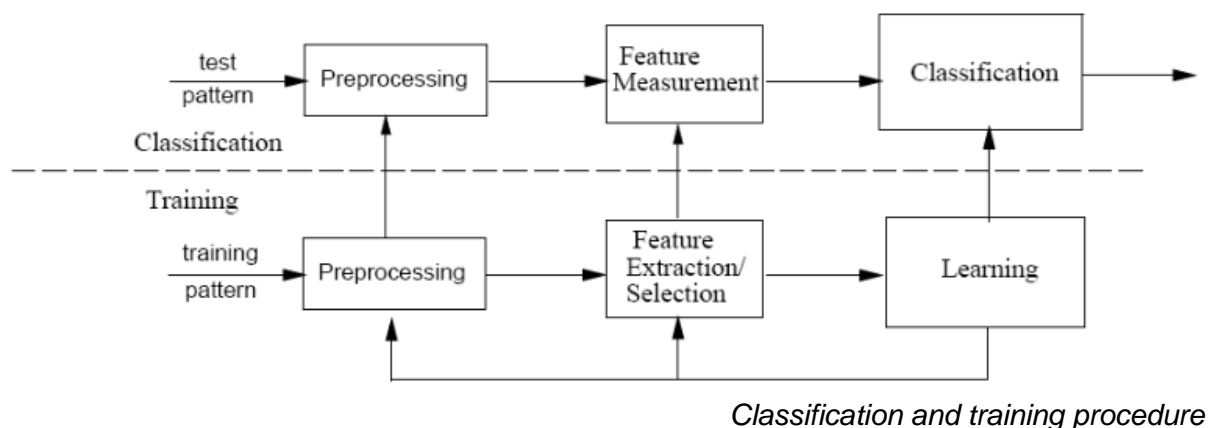 test
pattern
Preprocessing
Feature
Measurement
Classification
Classification
Training
training
pattern
Preprocessing
Feature
Extraction/
Selection
Learning
Classification and training procedure